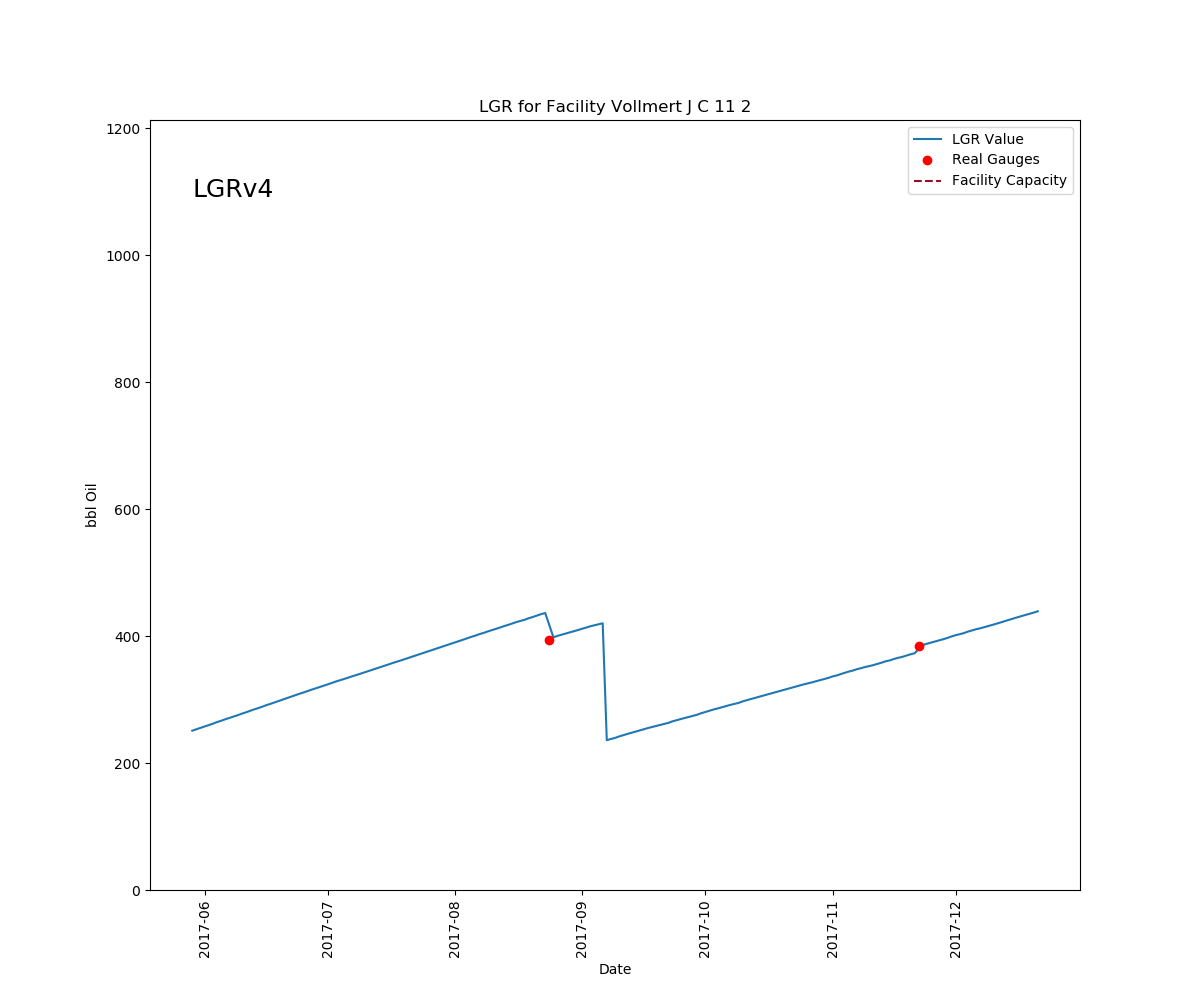 LGR for Facility Vollmert J C 11 2
LGRv4
LGR Value
Real Gauges
Facility Capacity
1200
1000
800
600
400
200
0
bbl Oil
2017-06
2017-07
2017-08
2017-09
2017-10
2017-11
2017-12
Date